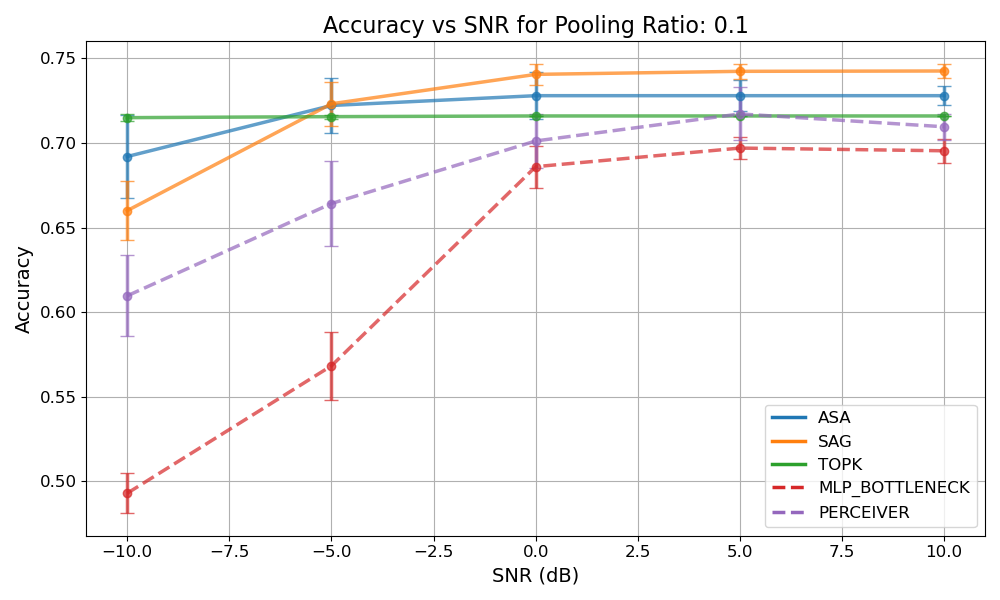 Accuracy vs SNR for Pooling Ratio: 0.1
0.75
0.70
0.65
0.60
0.55
0.50
Accuracy
−10.0 −7.5 −5.0 −2.5 0.0 2.5 5.0 7.5 10.0
SNR (dB)
ASA
SAG
TOPK
MLP_BOTTLENECK
PERCEIVER